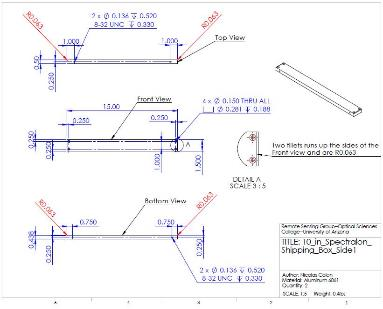 2 x Ø 0.136 ↧ 0.520
8-32 UNC ↧ 0.330
R0.063
R0.063
1.000
1.000
Top View
0.50
0.250
15.00
Front View
4 x Ø 0.150 THRU ALL
⌴ Ø 0.281 ↧ 0.188
0.250
0.250
A
0.250
1.000
1.500
Two fillets runs up the sides of the
Front view and are R0.063
DETAIL A
SCALE 3 : 5
R0.063
Bottom View
R0.063
0.750
0.750
0.250
2 x Ø 0.136 ↧ 0.520
8-32 UNC ↧ 0.330
Remote Sensing Group-Optical Sciences
College-University of Arizona
TITLE: 10_in_Spectralon_
Shipping_Box_Side1
Author: Nicolas Colon
Material: Aluminum 6061
Quantity: 2
SCALE: 1:5 Weight: 0.4lbs